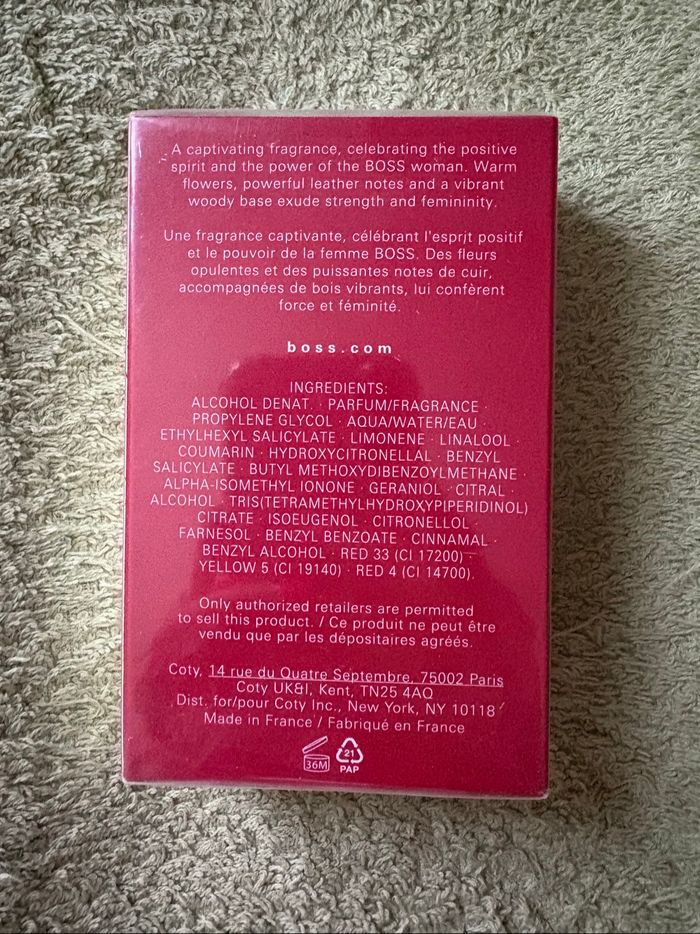 A captivating fragrance, celebrating the positive
spirit and the power of the BOSS woman. Warm
flowers, powerful leather notes and a vibrant
woody base exude strength and femininity.
Une fragrance captivante, célébrant l'esprit positif
et le pouvoir de la femme BOSS. Des fleurs
opulentes et des puissantes notes de cuir,
accompagnées de bois vibrants, lui confèrent
force et féminité.
boss.com
INGREDIENTS:
ALCOHOL DENAT. · PARFUM/FRAGRANCE ·
PROPYLENE GLYCOL · AQUA/WATER/EAU ·
ETHYLHEXYL SALICYLATE · LIMONENE · LINALOOL ·
COUMARIN · HYDROXYCITRONELLAL · BENZYL
SALICYLATE · BUTYL METHOXYDIBENZOYLMETHANE ·
ALPHA-ISOMETHYL IONONE · GERANIOL · CITRAL ·
ALCOHOL · TRIS(TETRAMETHYLHYDROXYPIPERIDINOL)
CITRATE · ISOEUGENOL · CITRONELLOL ·
FARNESOL · BENZYL BENZOATE · CINNAMAL ·
BENZYL ALCOHOL · RED 33 (CI 17200) ·
YELLOW 5 (CI 19140) · RED 4 (CI 14700).
Only authorized retailers are permitted
to sell this product. / Ce produit ne peut être
vendu que par les dépositaires agréés.
Coty, 14 rue du Quatre Septembre, 75002 Paris
Coty UK&I, Kent, TN25 4AQ
Dist. for/pour Coty Inc., New York, NY 10118
Made in France / Fabriqué en France
36M
21
PAP